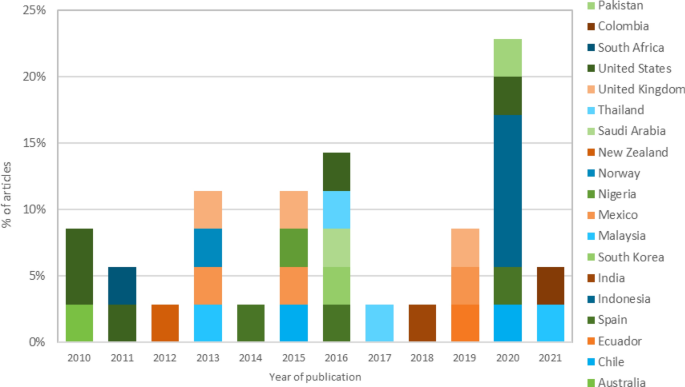 25%
20%
15%
10%
5%
0%
% of articles
2010 2011 2012 2013 2014 2015 2016 2017 2018 2019 2020 2021
Year of publication
Pakistan
Colombia
South Africa
United States
United Kingdom
Thailand
Saudi Arabia
New Zealand
Norway
Nigeria
Mexico
Malaysia
South Korea
India
Indonesia
Spain
Ecuador
Chile
Australia